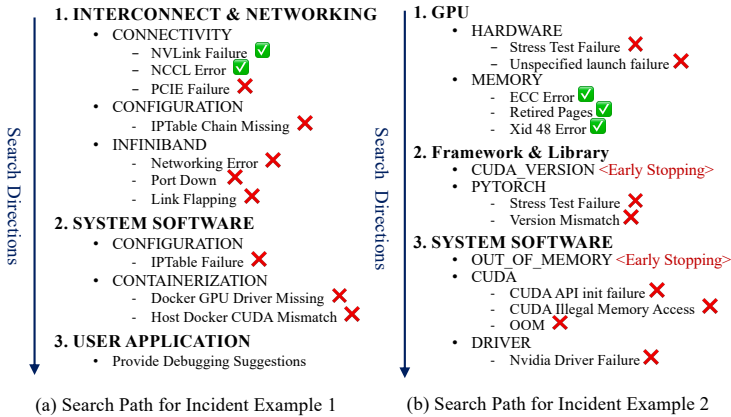 Search Directions
1. INTERCONNECT & NETWORKING
• CONNECTIVITY
– NVLink Failure ✅
– NCCL Error ✅
– PCIE Failure ❌
• CONFIGURATION
- IPTable Chain Missing ❌
• INFINIBAND
- Networking Error ❌
- Port Down ❌
- Link Flapping ❌
2. SYSTEM SOFTWARE
• CONFIGURATION
- IPTable Failure ❌
• CONTAINERIZATION
- Docker GPU Driver Missing ❌
- Host Docker CUDA Mismatch ❌
3. USER APPLICATION
• Provide Debugging Suggestions
(a) Search Path for Incident Example 1
Search Directions
1. GPU
• HARDWARE
- Stress Test Failure ❌
- Unspecified launch failure ❌
• MEMORY
- ECC Error ✅
- Retired Pages ✅
- Xid 48 Error ✅
2. Framework & Library
• CUDA_VERSION <Early Stopping>
• PYTORCH
- Stress Test Failure ❌
- Version Mismatch ❌
3. SYSTEM SOFTWARE
• OUT_OF_MEMORY <Early Stopping>
• CUDA
- CUDA API init failure ❌
- CUDA Illegal Memory Access ❌
- OOM ❌
• DRIVER
- Nvidia Driver Failure ❌
(b) Search Path for Incident Example 2